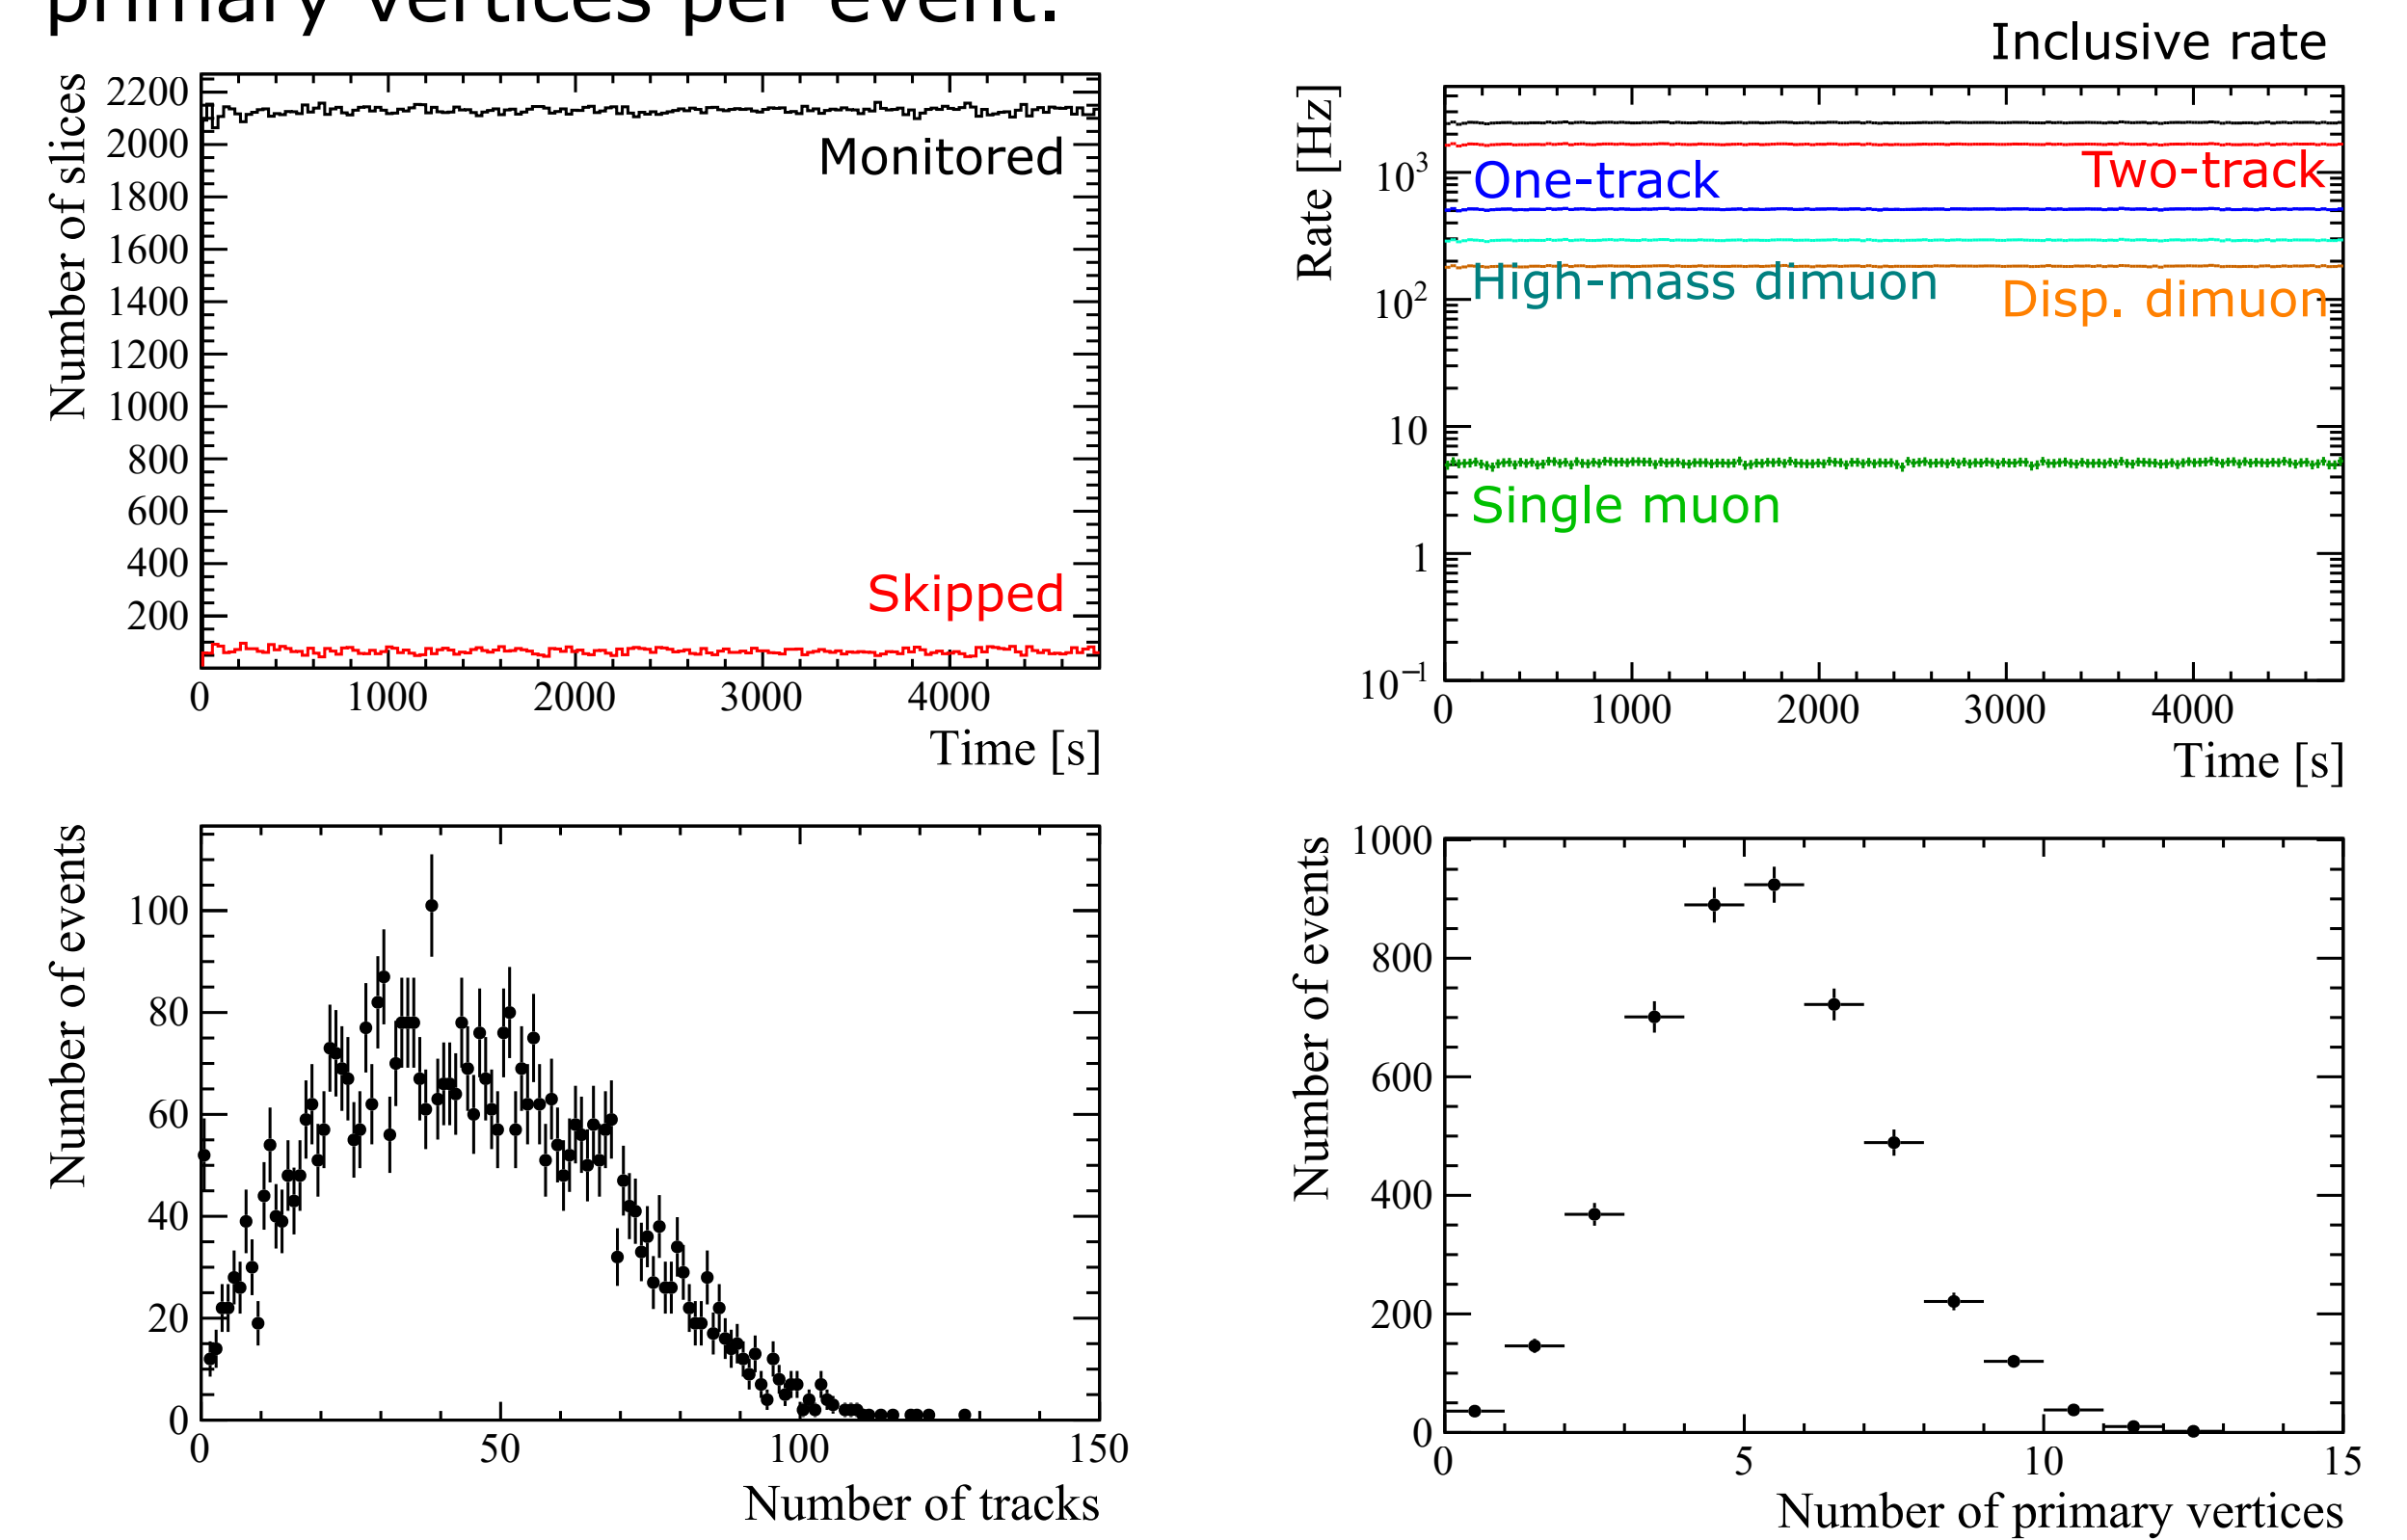 primary vertices per event.
Number of slices
2200
2000
1800
1600
1400
1200
1000
800
600
400
200
Monitored
Skipped
0 1000 2000 3000 4000
Time [s]
Inclusive rate
Rate [Hz]
10³
10²
10
1
10⁻¹
One-track
Two-track
High-mass dimuon
Disp. dimuon
Single muon
0 1000 2000 3000 4000
Time [s]
Number of events
100
80
60
40
20
0
0 50 100 150
Number of tracks
Number of events
1000
800
600
400
200
0
0 5 10 15
Number of primary vertices